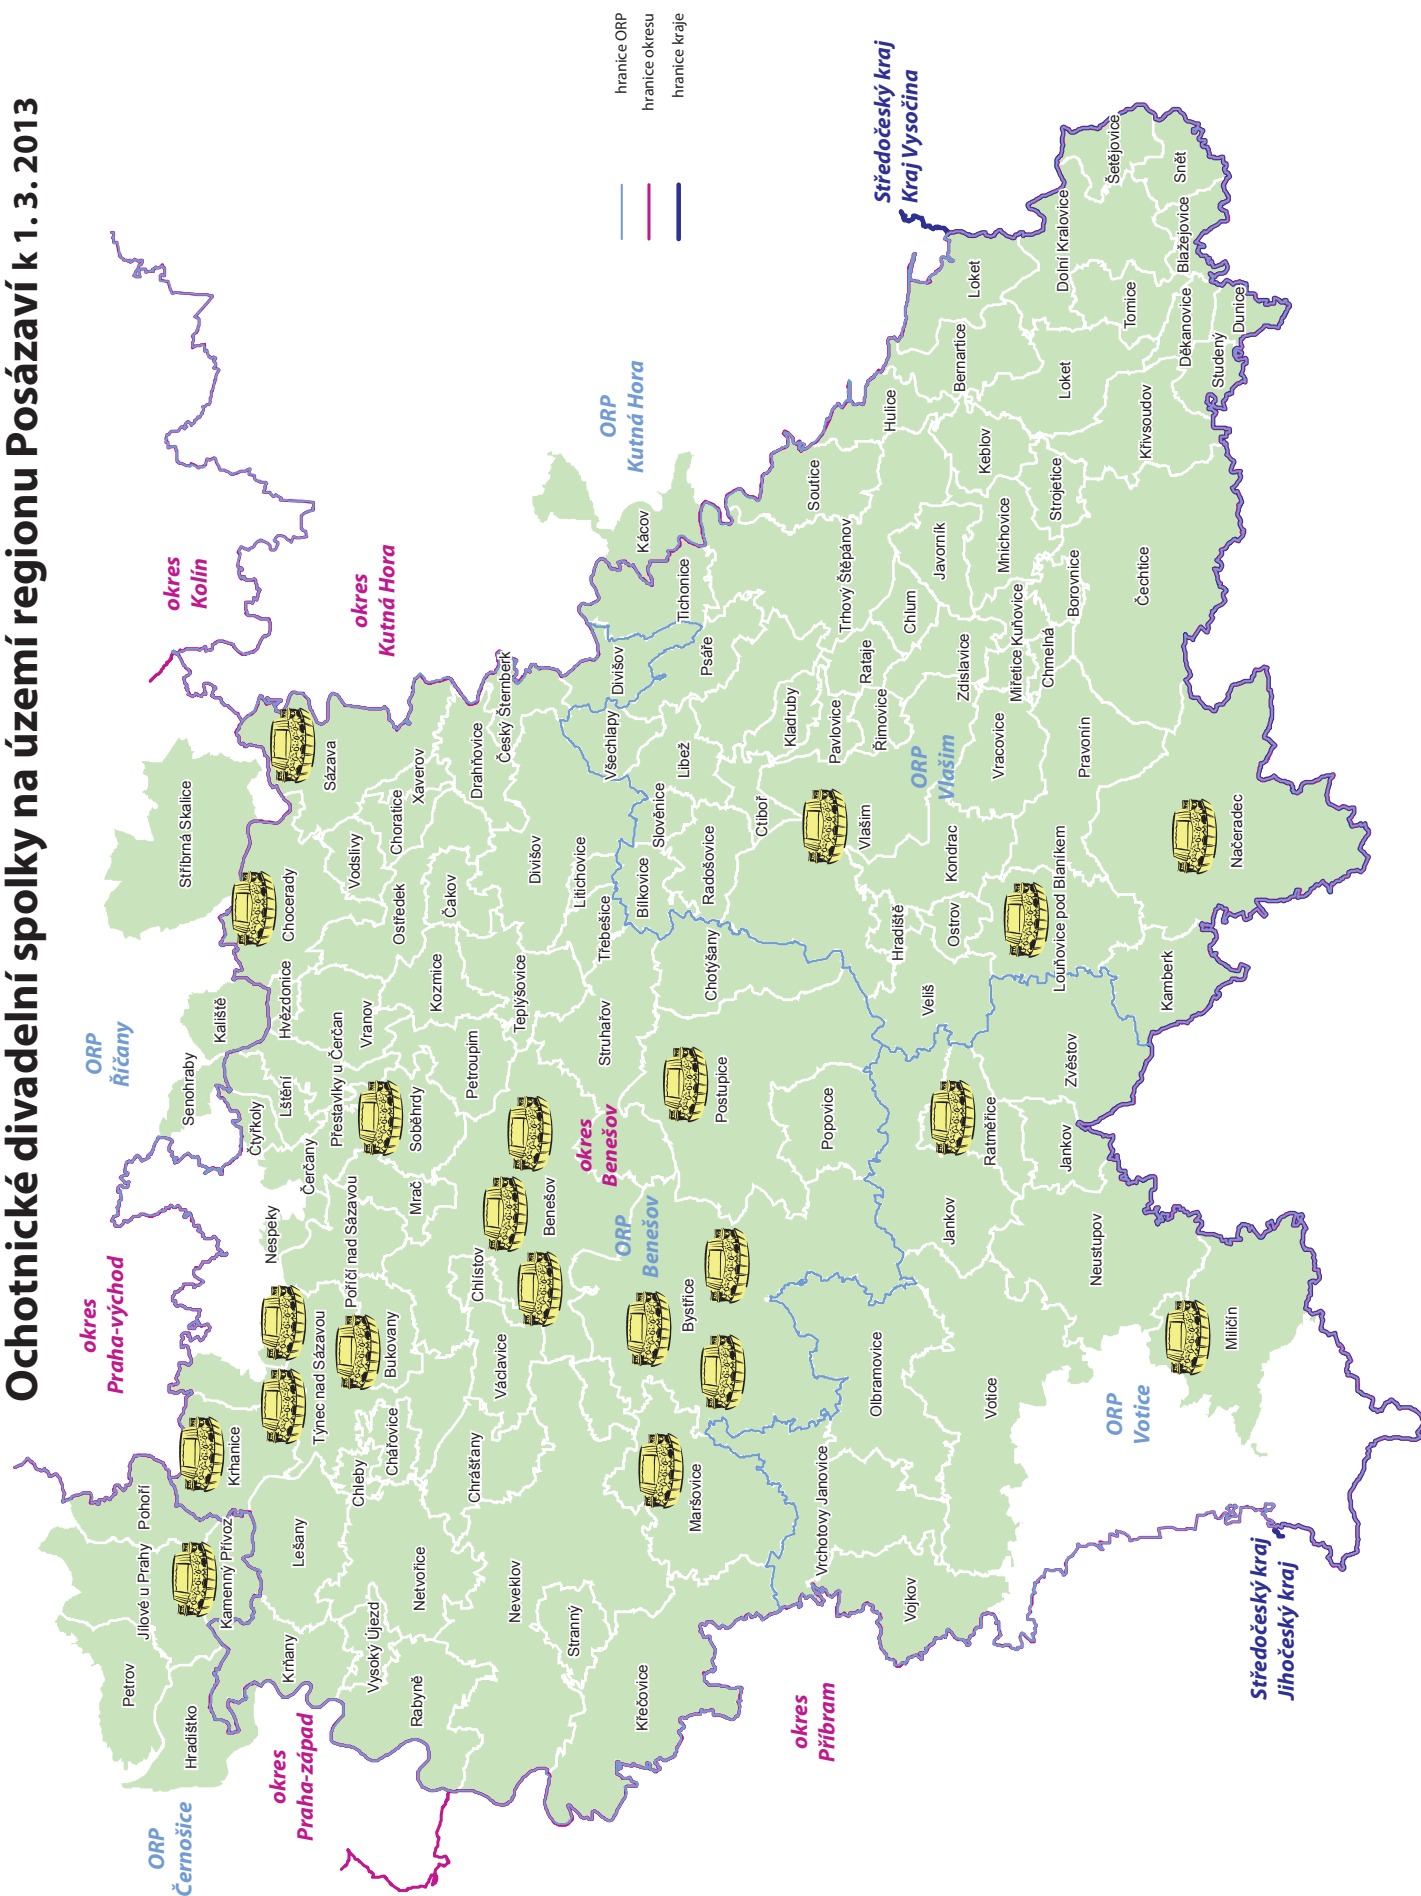 Ochotnické divadelní spolky na území regionu Posázaví k 1. 3. 2013
hranice ORP
hranice okresu
hranice kraje
ORP
Černošice
okres
Praha-západ
okres
Praha-východ
ORP
Říčany
okres
Kolín
okres
Kutná Hora
ORP
Kutná Hora
Středočeský kraj
Kraj Vysočina
okres
Benešov
ORP
Benešov
ORP
Vlašim
ORP
Votice
okres
Příbram
Středočeský kraj
Jihočeský kraj
Petrov
Hradištko
Jílové u Prahy
Pohoří
Kamenný Přívoz
Krhanice
Krňany
Lešany
Týnec nad Sázavou
Nespeky
Čtyřkoly
Senohraby
Kaliště
Lštění
Hvězdonice
Chocerady
Stříbrná Skalice
Sázava
Černčany
Přestavlky u Čerčan
Vranov
Vodslivy
Choratice
Xaverov
Ostředek
Poříčí nad Sázavou
Bukovany
Mrač
Soběhrdy
Kozmice
Čakov
Drahňovice
Český Šternberk
Chleby
Chářovice
Vysoký Újezd
Netvořice
Rabyně
Chrášťany
Václavice
Chlístov
Petroupim
Teplýšovice
Divišov
Litichovice
Třebešice
Struhařov
Benešov
Neveklov
Stranný
Křečovice
Maršovice
Bystřice
Postupice
Chotýšany
Popovice
Bílkovice
Slověnice
Všechlapy
Divišov
Libež
Radošovice
Ctiboř
Psáře
Tichonice
Kácov
Kladruby
Pavlovice
Rataje
Římovice
Vlašim
Trhový Štěpánov
Soutice
Hulice
Chlum
Javorník
Zdislavice
Keblov
Bernartice
Loket
Mnichovice
Miřetice
Kuňovice
Chmelná
Strojetice
Borovnice
Loket
Dolní Kralovice
Šetějovice
Snět
Blažejovice
Tomice
Děkanovice
Dunice
Studený
Křivsoudov
Čechtice
Vracovice
Pravonín
Kondrac
Hradiště
Ostrov
Veliš
Louňovice pod Blaníkem
Načeradec
Kamberk
Zvěstov
Ratměřice
Jankov
Jankov
Neustupov
Miličín
Olbramovice
Votice
Vrchotovy Janovice
Vojkov